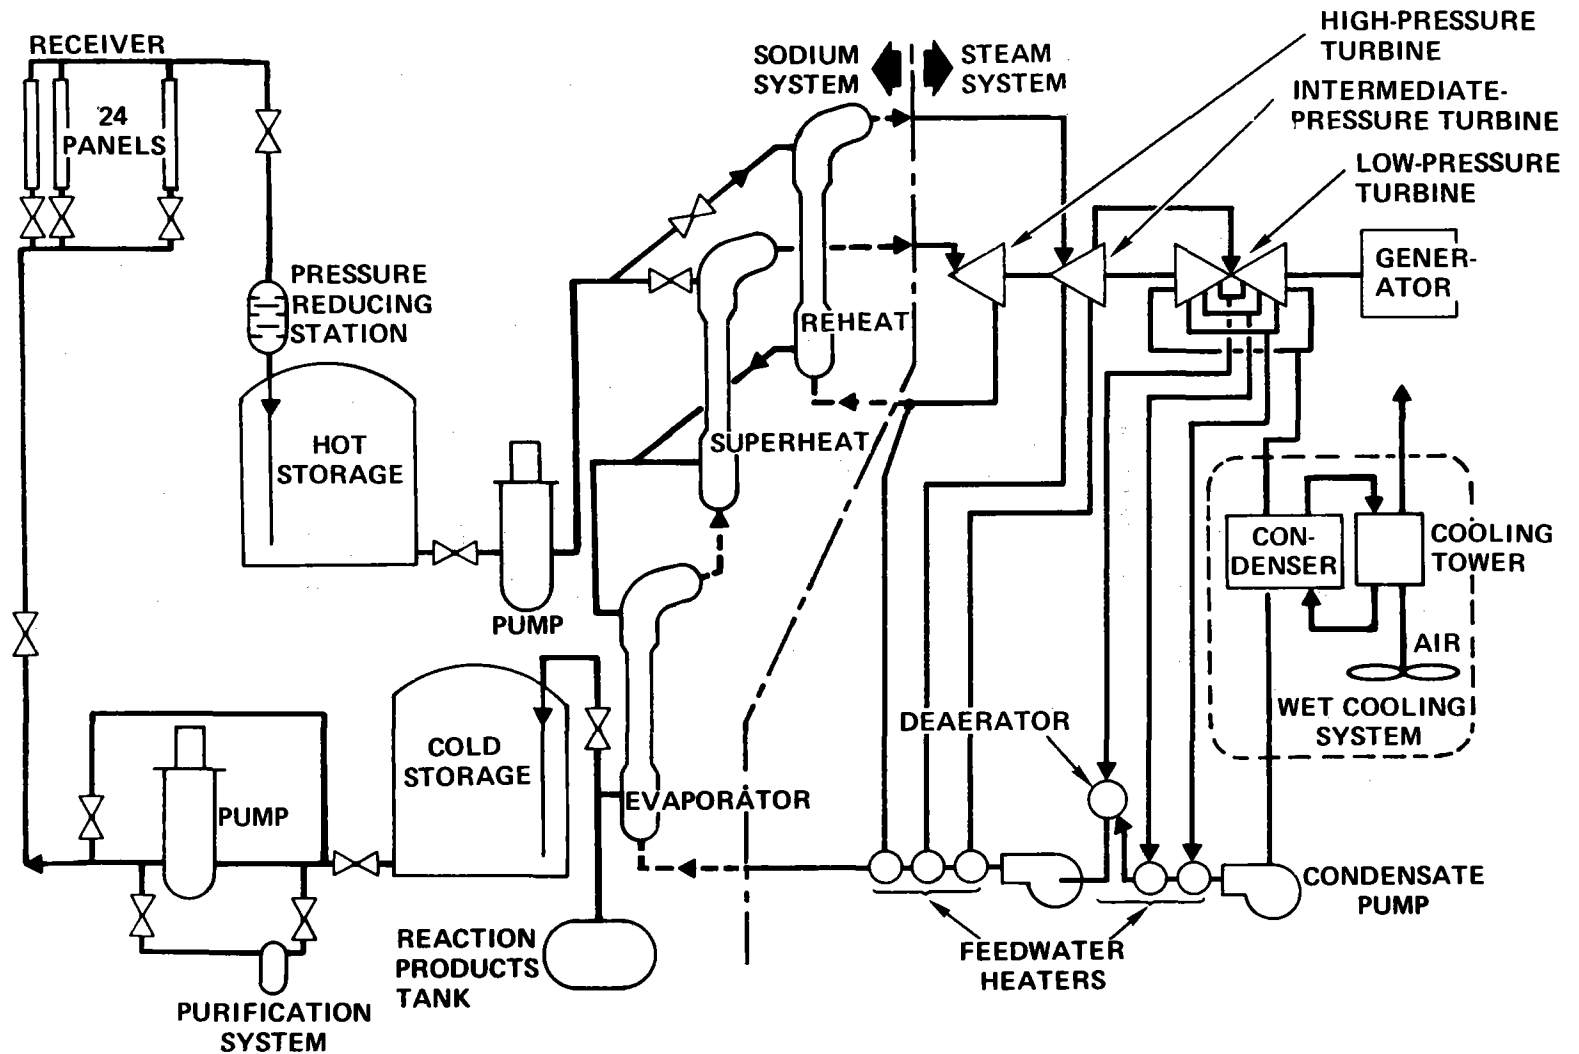 RECEIVER
24
PANELS
PRESSURE
REDUCING
STATION
HOT
STORAGE
PUMP
SODIUM
SYSTEM
STEAM
SYSTEM
HIGH-PRESSURE
TURBINE
INTERMEDIATE-
PRESSURE TURBINE
LOW-PRESSURE
TURBINE
GENER-
ATOR
REHEAT
SUPERHEAT
EVAPORATOR
CON-
DENSER
COOLING
TOWER
AIR
WET COOLING
SYSTEM
DEAERATOR
COLD
STORAGE
PUMP
CONDENSATE
PUMP
FEEDWATER
HEATERS
REACTION
PRODUCTS
TANK
PURIFICATION
SYSTEM